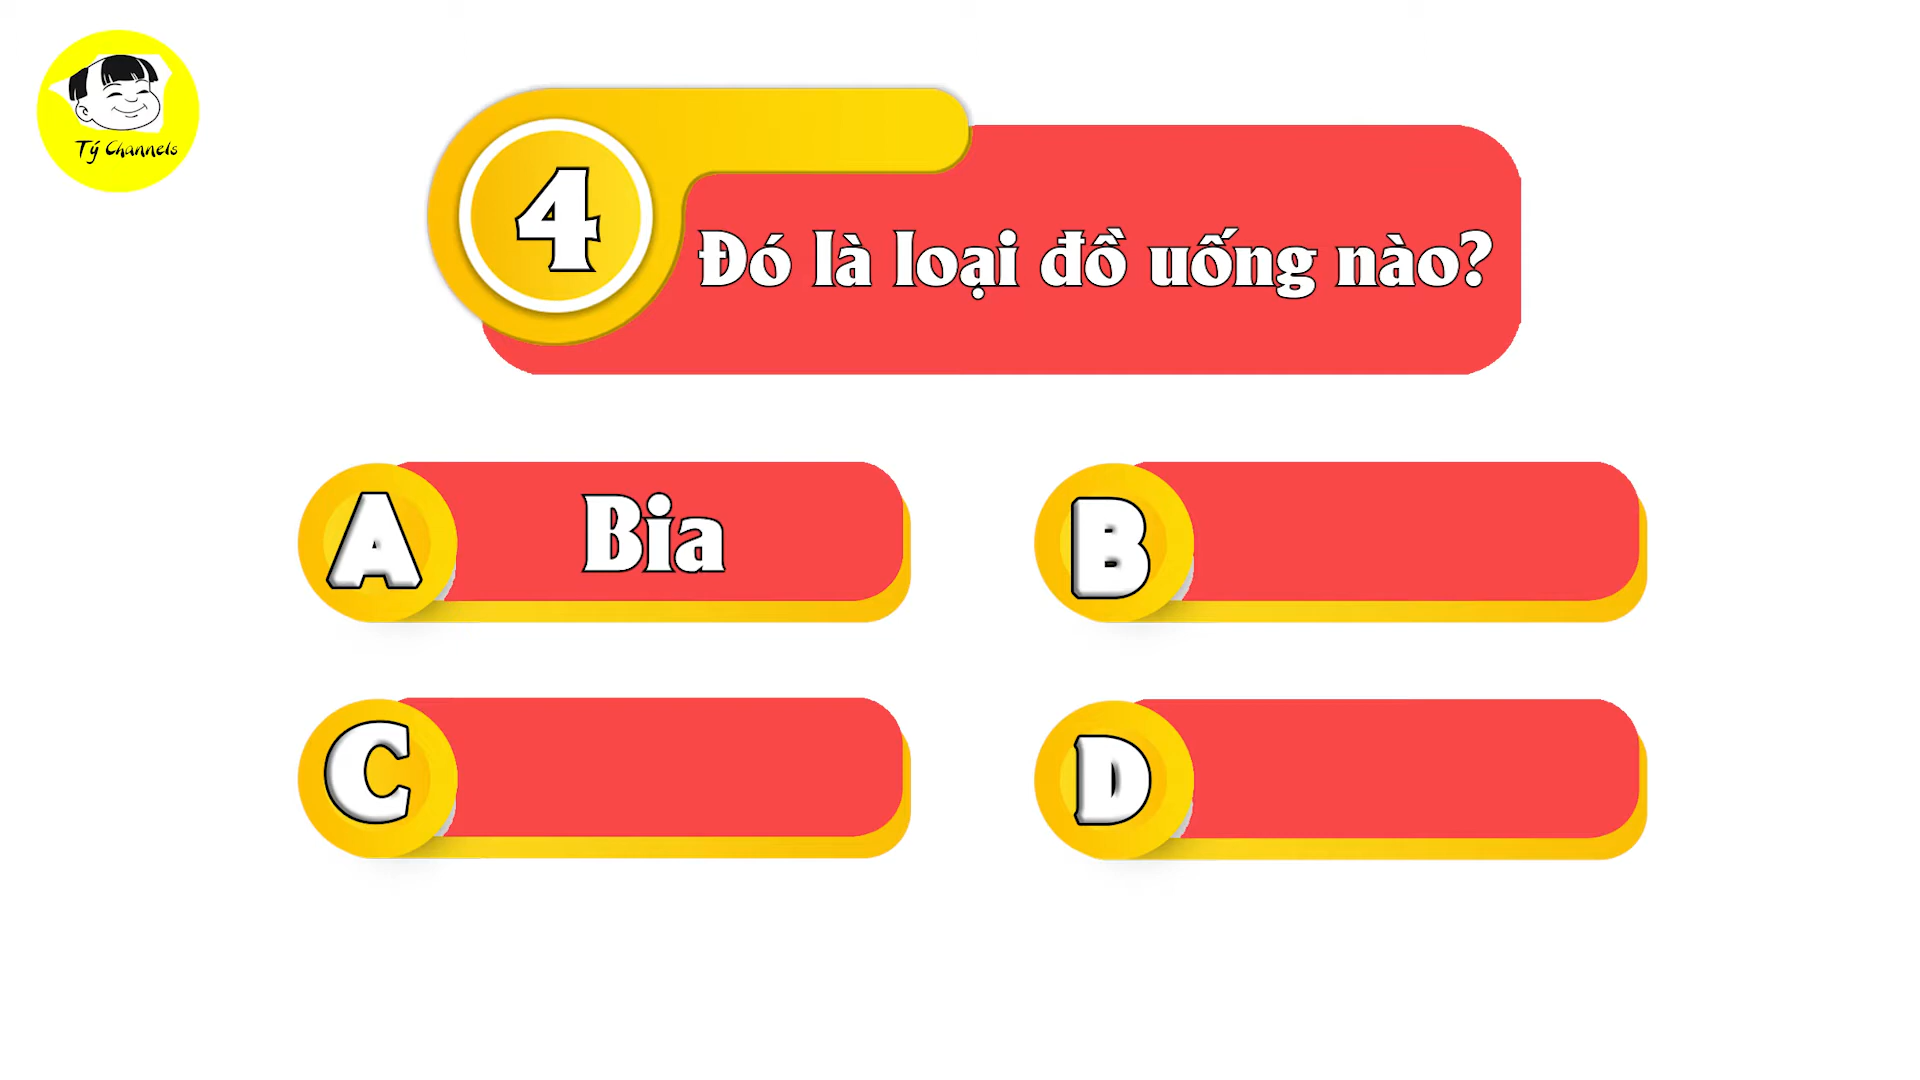 Tý Channels
4
Đó là loại đồ uống nào?
A
Bia
B
C
D